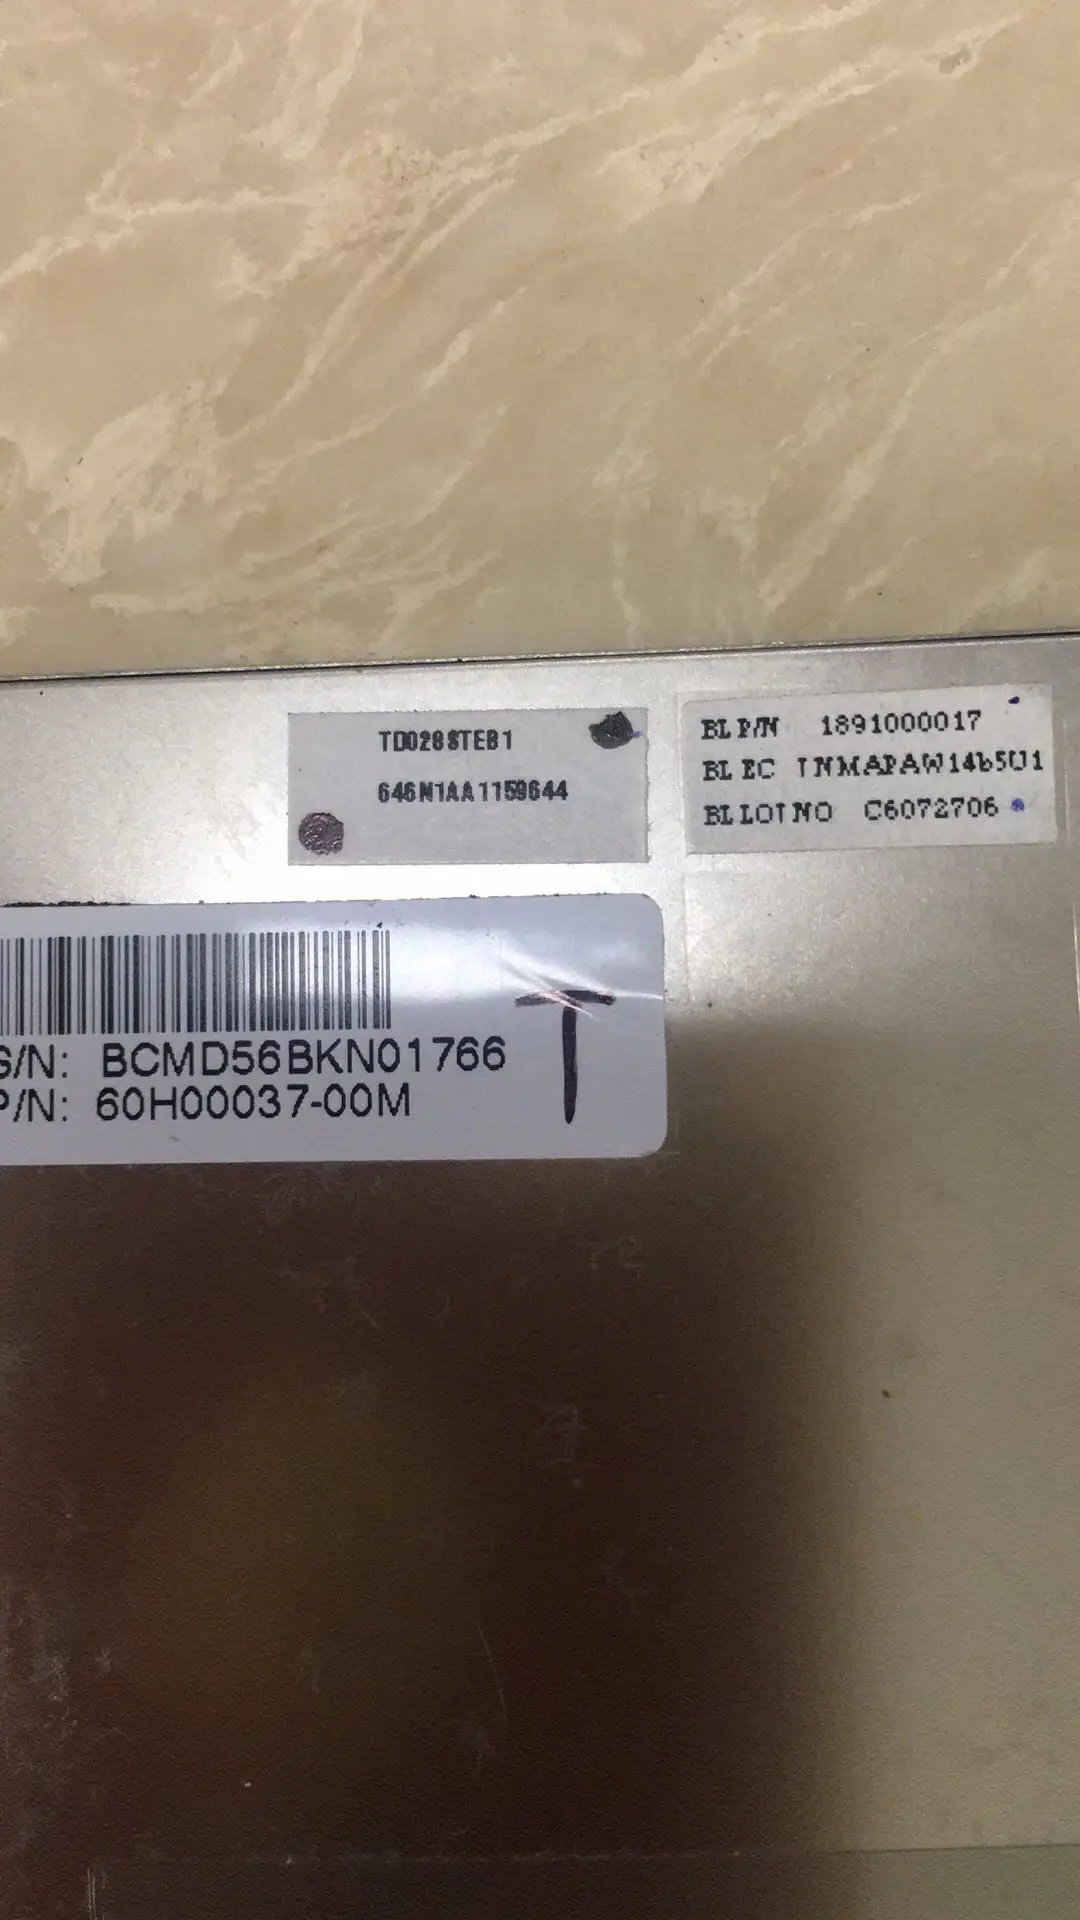 TD028STEB1
646N1AA1159644
BL P/N 1891000017
BL EC INMAPAW14b5U1
BL LOT NO C6072706
S/N: BCMD56BKN01766
P/N: 60H00037-00M
T